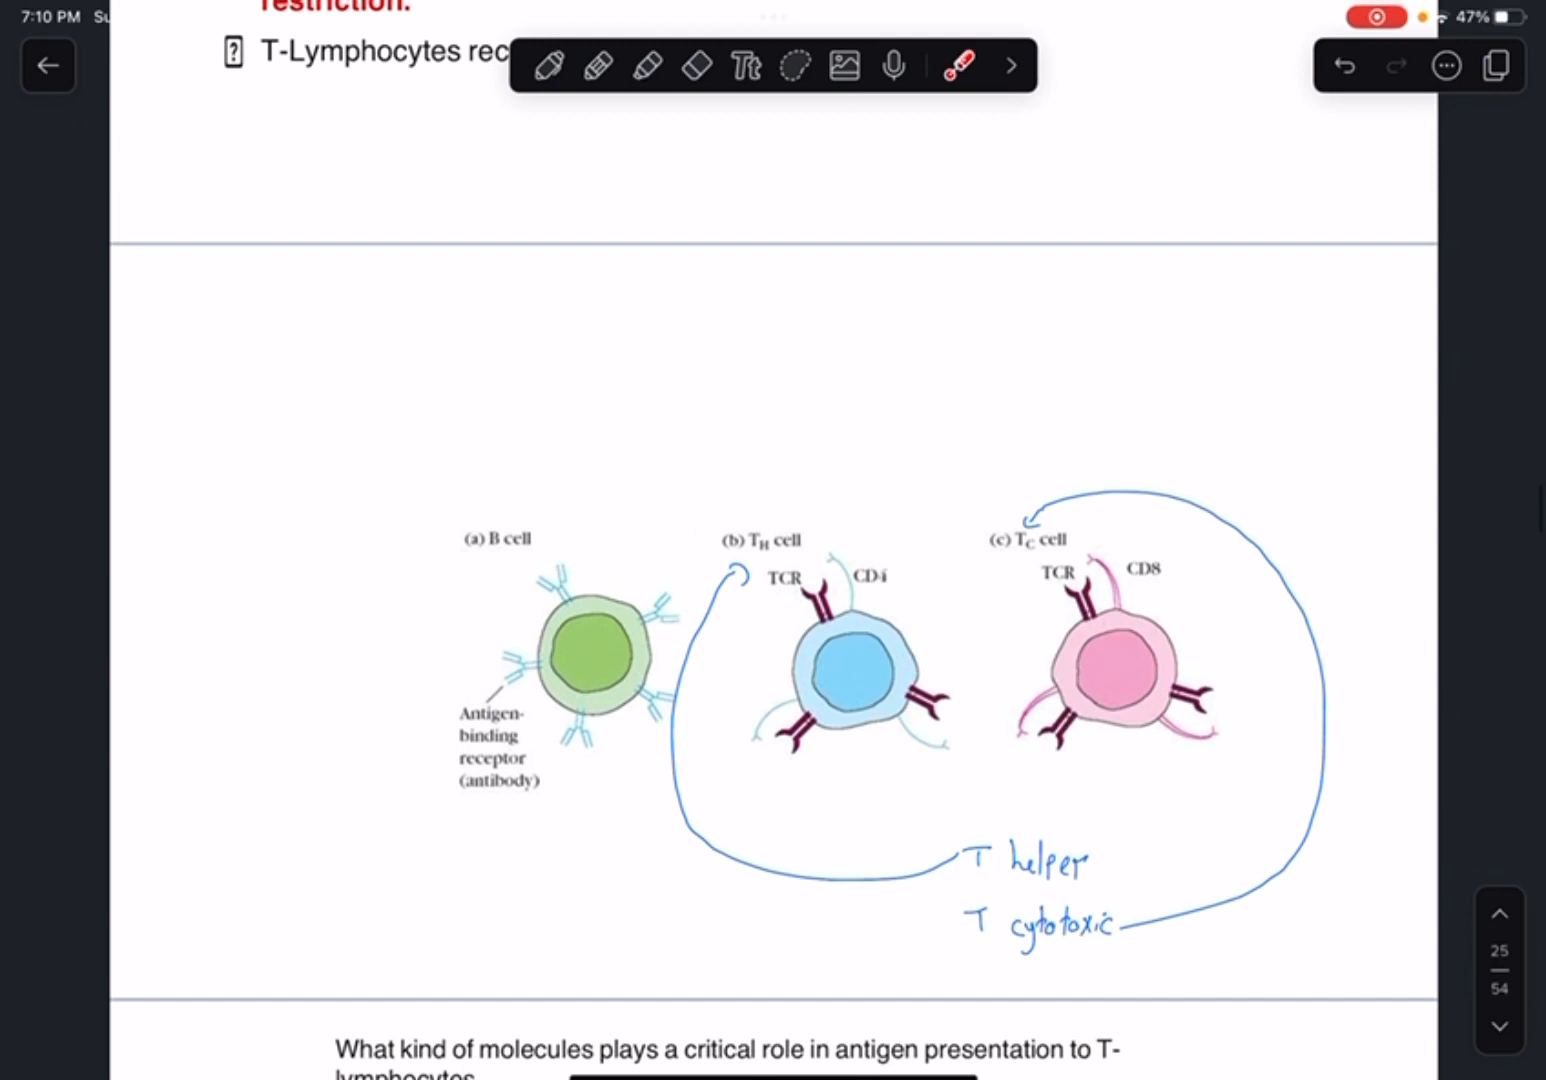 7:10 PM
47%
restriction.
T-Lymphocytes rec
Tt
(a) B cell
(b) TH cell
(c) TC cell
TCR
CD4
TCR
CD8
Antigen-
binding
receptor
(antibody)
T helper
T cytotoxic
25
54
What kind of molecules plays a critical role in antigen presentation to T-
lymphocytes